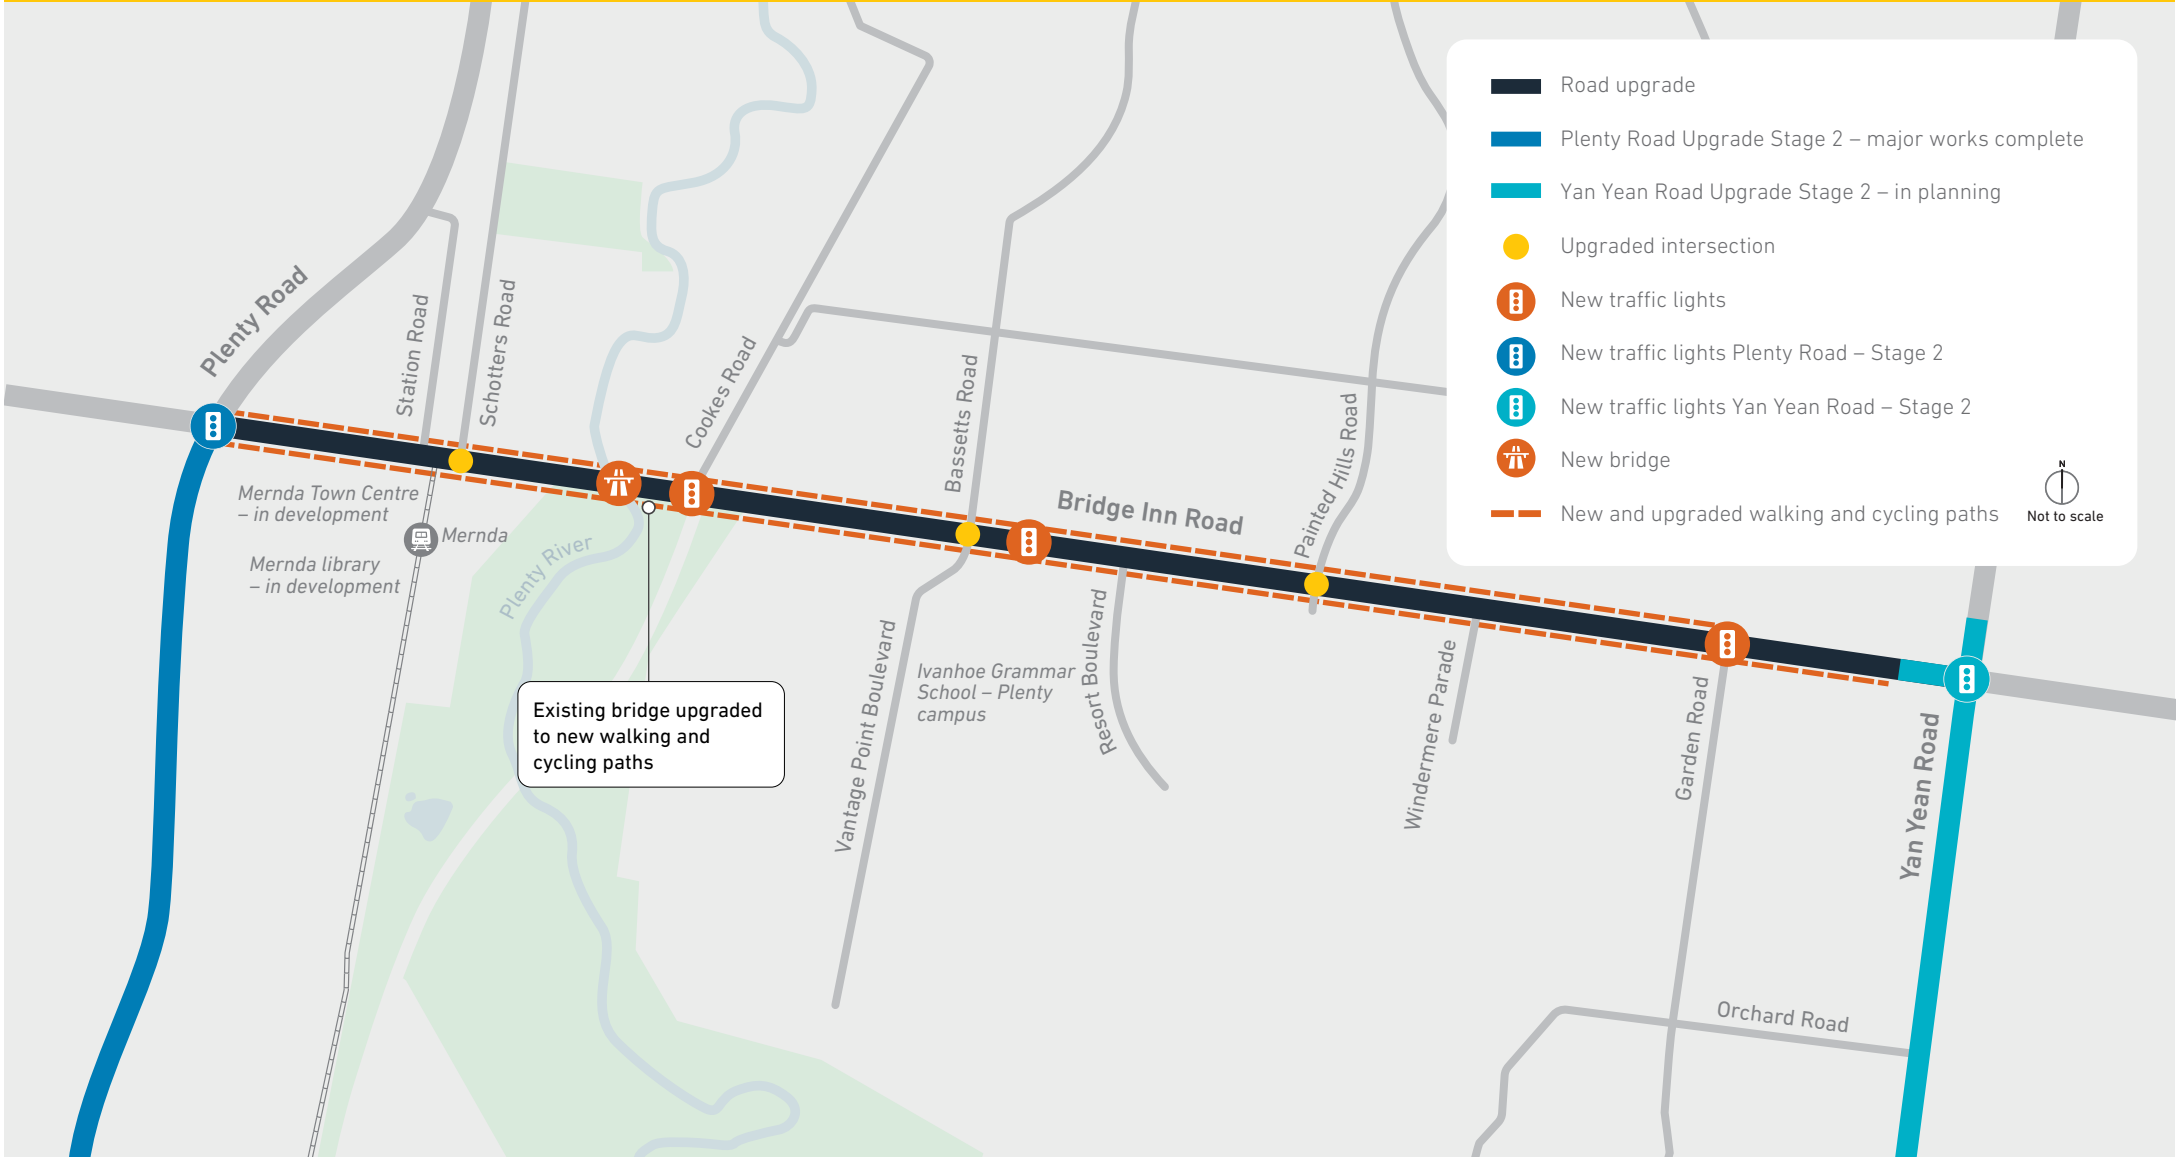 Road upgrade
Plenty Road Upgrade Stage 2 – major works complete
Yan Yean Road Upgrade Stage 2 – in planning
Upgraded intersection
New traffic lights
New traffic lights Plenty Road – Stage 2
New traffic lights Yan Yean Road – Stage 2
New bridge
New and upgraded walking and cycling paths
N
Not to scale
Plenty Road
Station Road
Schotters Road
Cookes Road
Bassetts Road
Bridge Inn Road
Painted Hills Road
Mernda Town Centre
– in development
Mernda
Mernda library
– in development
Plenty River
Existing bridge upgraded
to new walking and
cycling paths
Vantage Point Boulevard
Ivanhoe Grammar
School – Plenty
campus
Resort Boulevard
Windermere Parade
Garden Road
Yan Yean Road
Orchard Road